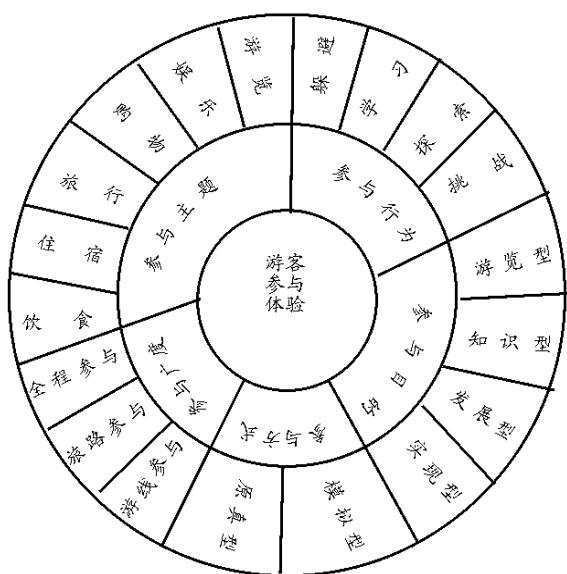 游客
参与
体验
参与行为
参与目的
参与方式
参与广度
参与主题
躲避
学习
探索
挑战
游览型
知识型
发展型
实现型
模拟型
原真型
游线参与
旅路参与
全程参与
饮食
住宿
旅行
购物
娱乐
游览